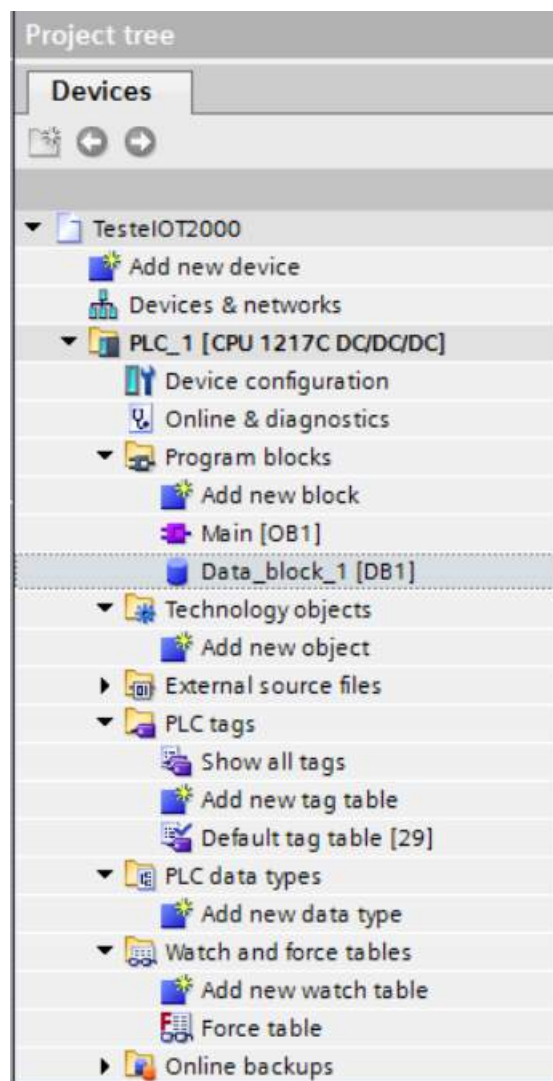 Project tree
Devices
TesteIOT2000
Add new device
Devices & networks
PLC_1 [CPU 1217C DC/DC/DC]
Device configuration
Online & diagnostics
Program blocks
Add new block
Main [OB1]
Data_block_1 [DB1]
Technology objects
Add new object
External source files
PLC tags
Show all tags
Add new tag table
Default tag table [29]
PLC data types
Add new data type
Watch and force tables
Add new watch table
Force table
Online backups